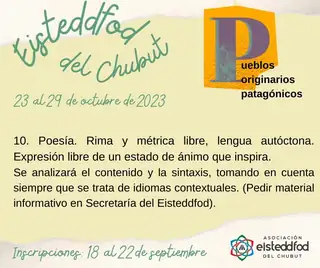 Eisteddfod
del Chubut
23 al 29 de octubre de 2023
Pueblos
originarios
patagónicos
10. Poesía. Rima y métrica libre, lengua autóctona.
Expresión libre de un estado de ánimo que inspira.
Se analizará el contenido y la sintaxis, tomando en cuenta
siempre que se trata de idiomas contextuales. (Pedir material
informativo en Secretaría del Eisteddfod).
Inscripciones. 18 al 22 de septiembre
ASOCIACIÓN
eisteddfod
DEL CHUBUT